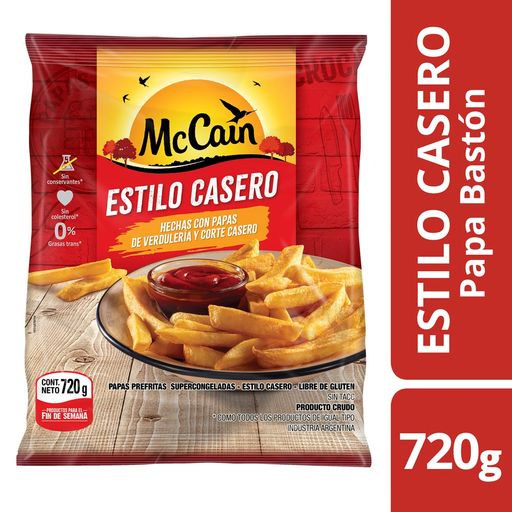 McCain
ESTILO CASERO
HECHAS CON PAPAS
DE VERDULERÍA Y CORTE CASERO
Sin
conservantes*
Sin
colesterol*
0%
Grasas trans*
CONT.
NETO 720 g
PRODUCTOS PARA EL
FIN DE SEMANA
PAPAS PREFRITAS SUPERCONGELADAS - ESTILO CASERO - LIBRE DE GLUTEN
SIN TACC
PRODUCTO CRUDO
* COMO TODOS LOS PRODUCTOS DE IGUAL TIPO
INDUSTRIA ARGENTINA
ESTILO CASERO
Papa Bastón
720g